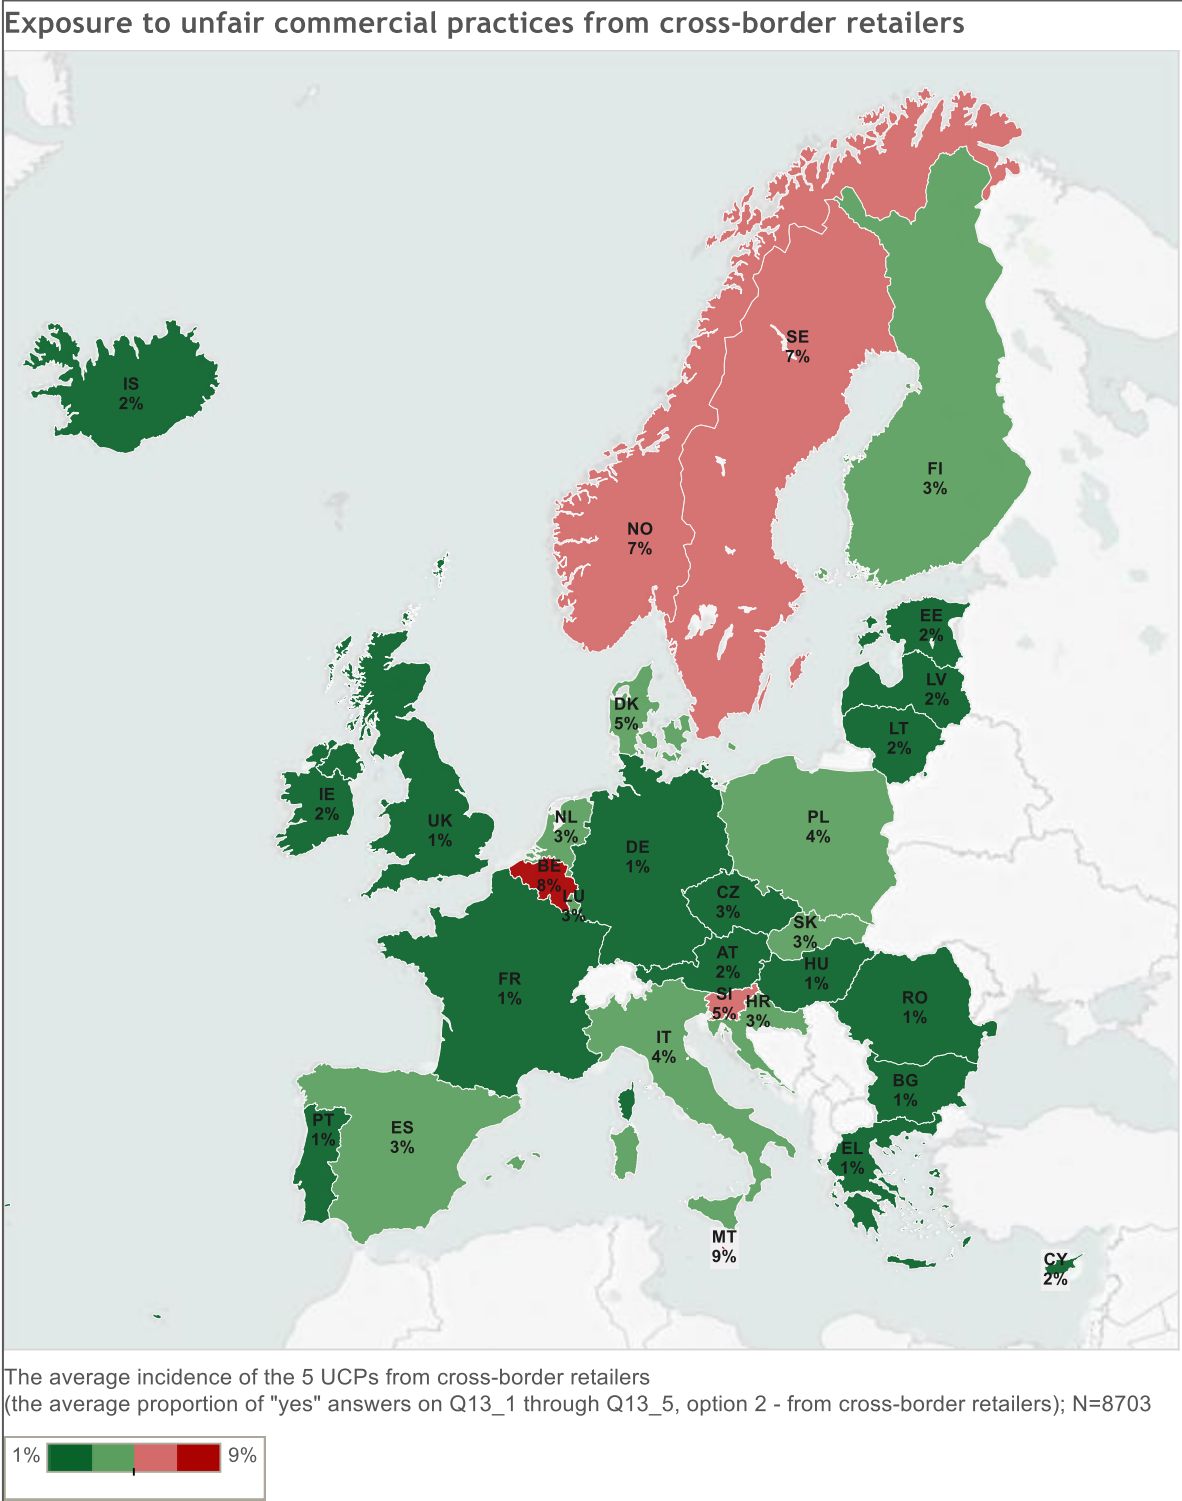 Exposure to unfair commercial practices from cross-border retailers
SE
7%
IS
2%
FI
3%
NO
7%
EE
2%
LV
2%
DK
5%
LT
2%
IE
2%
UK
1%
NL
3%
PL
4%
DE
1%
BE
8%
LU
3%
CZ
3%
SK
3%
AT
2%
HU
1%
FR
1%
SI
5%
HR
3%
RO
1%
IT
4%
BG
1%
PT
1%
ES
3%
EL
1%
MT
9%
CY
2%
The average incidence of the 5 UCPs from cross-border retailers
(the average proportion of "yes" answers on Q13_1 through Q13_5, option 2 - from cross-border retailers); N=8703
1% 9%